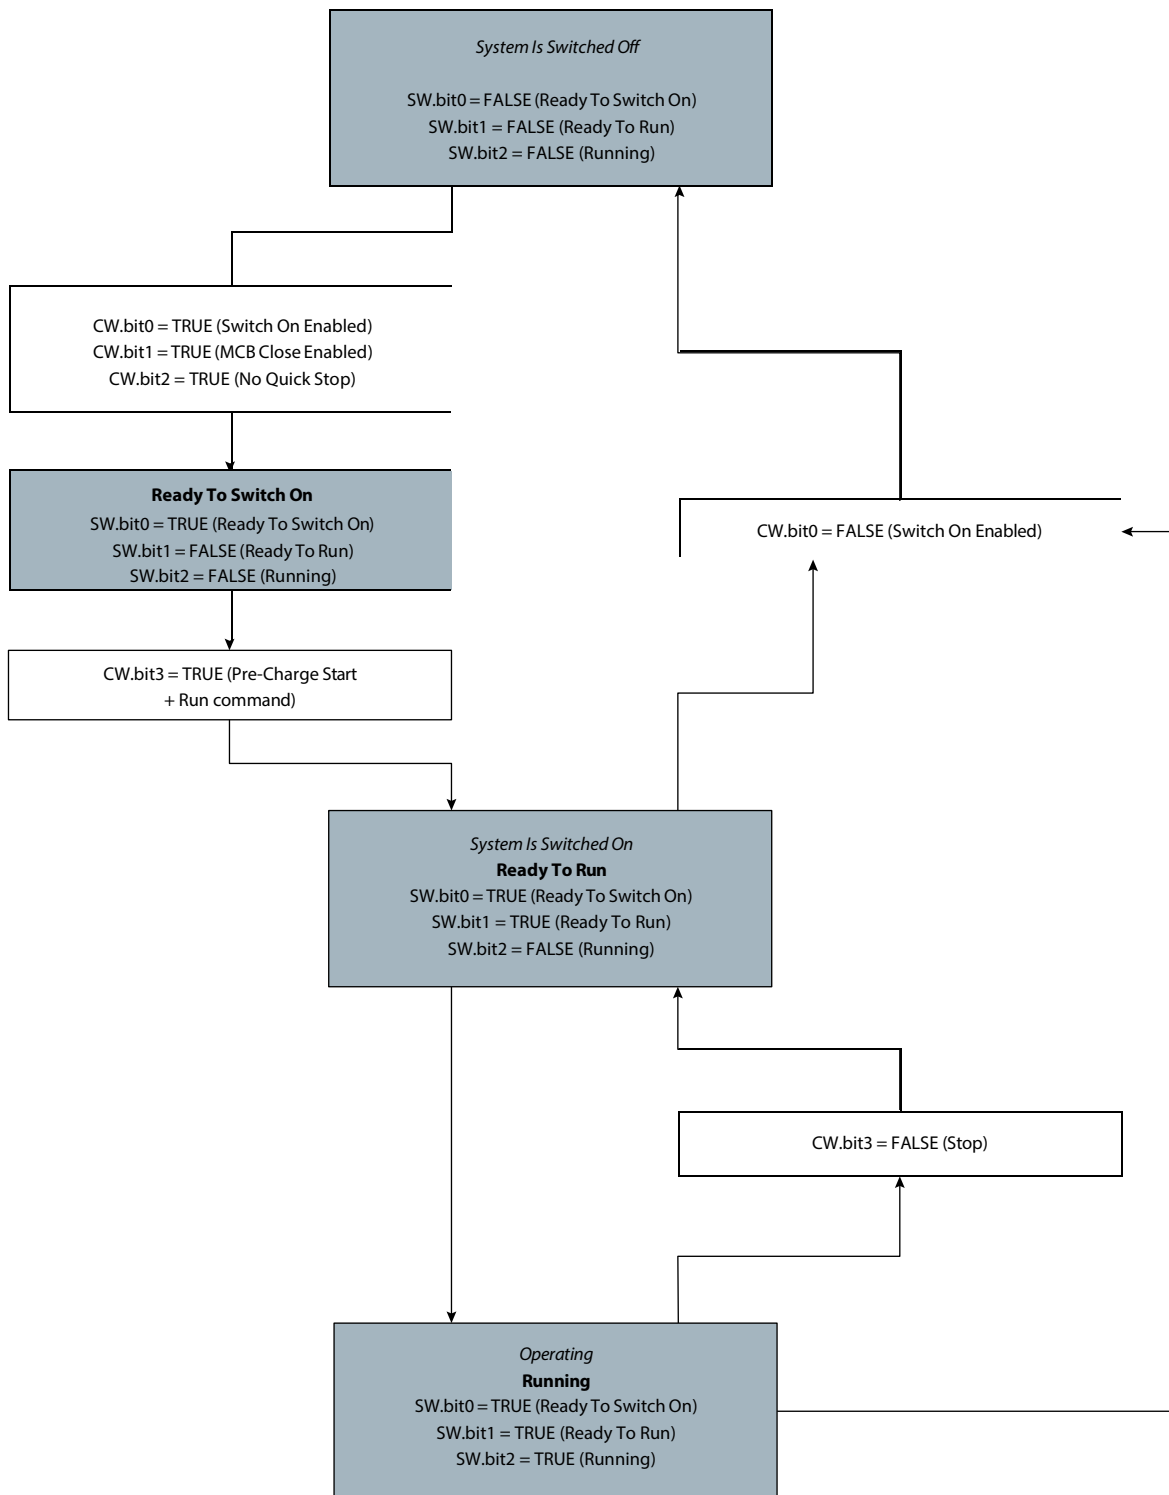 System Is Switched Off
SW.bit0 = FALSE (Ready To Switch On)
SW.bit1 = FALSE (Ready To Run)
SW.bit2 = FALSE (Running)
CW.bit0 = TRUE (Switch On Enabled)
CW.bit1 = TRUE (MCB Close Enabled)
CW.bit2 = TRUE (No Quick Stop)
Ready To Switch On
SW.bit0 = TRUE (Ready To Switch On)
SW.bit1 = FALSE (Ready To Run)
SW.bit2 = FALSE (Running)
CW.bit0 = FALSE (Switch On Enabled)
CW.bit3 = TRUE (Pre-Charge Start
+ Run command)
System Is Switched On
Ready To Run
SW.bit0 = TRUE (Ready To Switch On)
SW.bit1 = TRUE (Ready To Run)
SW.bit2 = FALSE (Running)
CW.bit3 = FALSE (Stop)
Operating
Running
SW.bit0 = TRUE (Ready To Switch On)
SW.bit1 = TRUE (Ready To Run)
SW.bit2 = TRUE (Running)